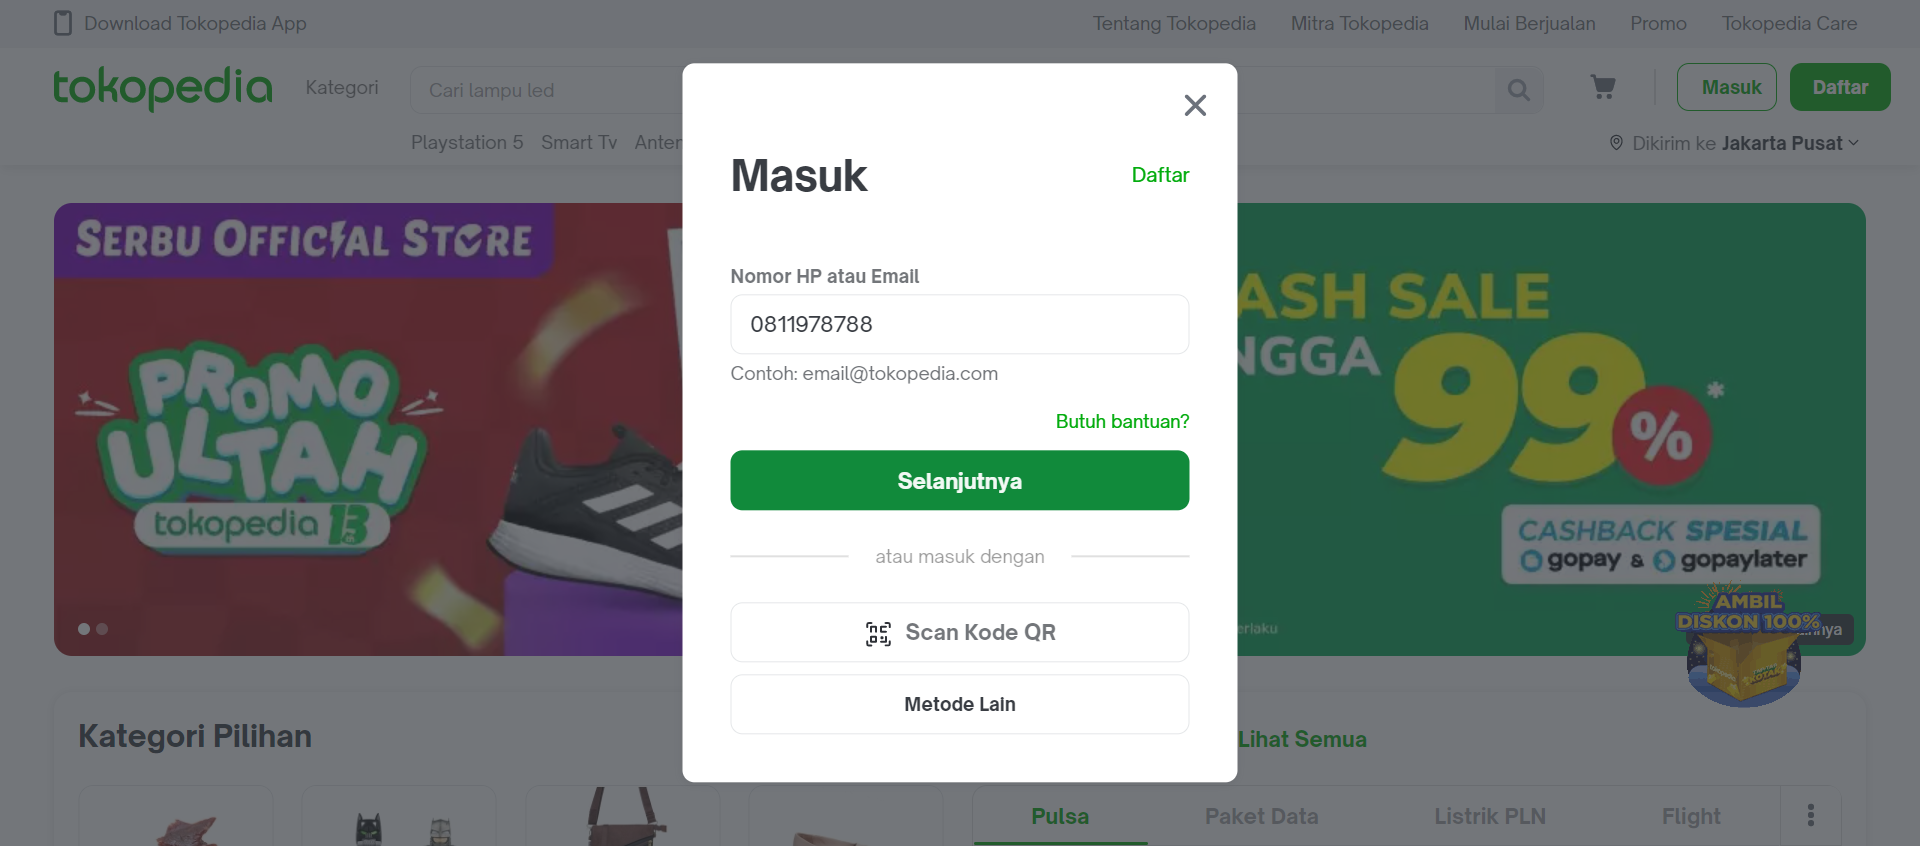 Download Tokopedia App
Tentang Tokopedia Mitra Tokopedia Mulai Berjualan Promo Tokopedia Care
tokopedia Kategori Cari lampu led Masuk Daftar
Playstation 5 Smart Tv
Dikirim ke Jakarta Pusat
Masuk Daftar
Nomor HP atau Email
0811978788
Contoh: email@tokopedia.com
Butuh bantuan?
Selanjutnya
atau masuk dengan
Scan Kode QR
Metode Lain
SERBU OFFICIAL STORE
PROMO
ULTAH
tokopedia 13
ASH SALE
NGGA
99%*
CASHBACK SPESIAL
gopay & gopaylater
erlaku
AMBIL
DISKON 100%
Kategori Pilihan
Lihat Semua
Pulsa Paket Data Listrik PLN Flight